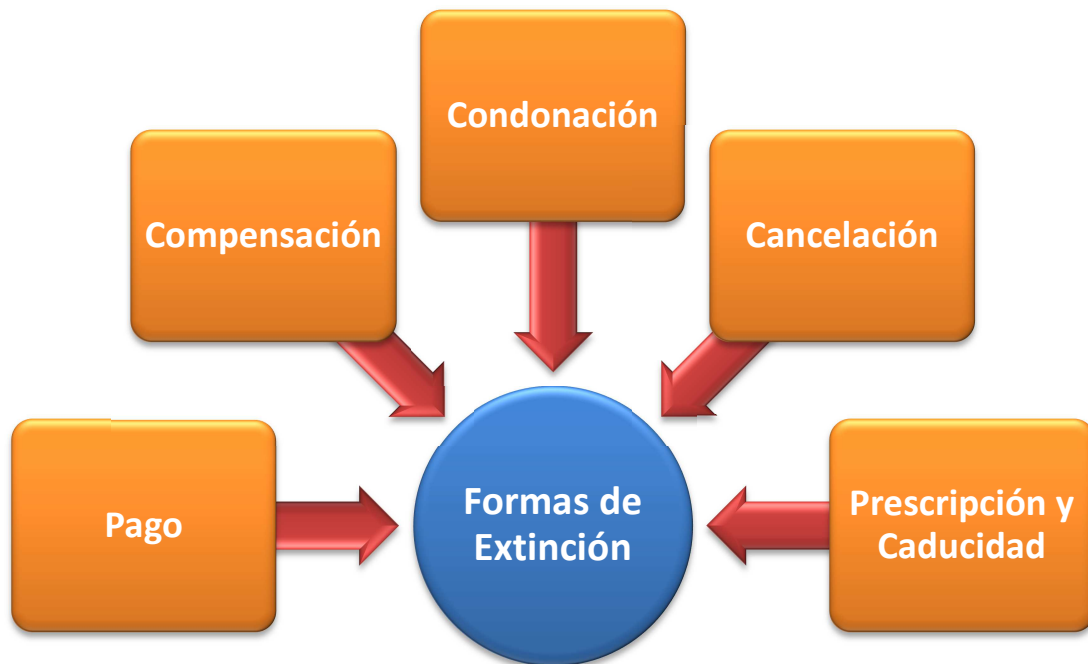 Condonación
Compensación
Cancelación
Pago
Formas de
Extinción
Prescripción y
Caducidad